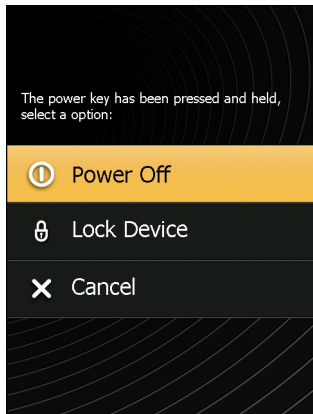 The power key has been pressed and held,
select a option:
Power Off
Lock Device
Cancel